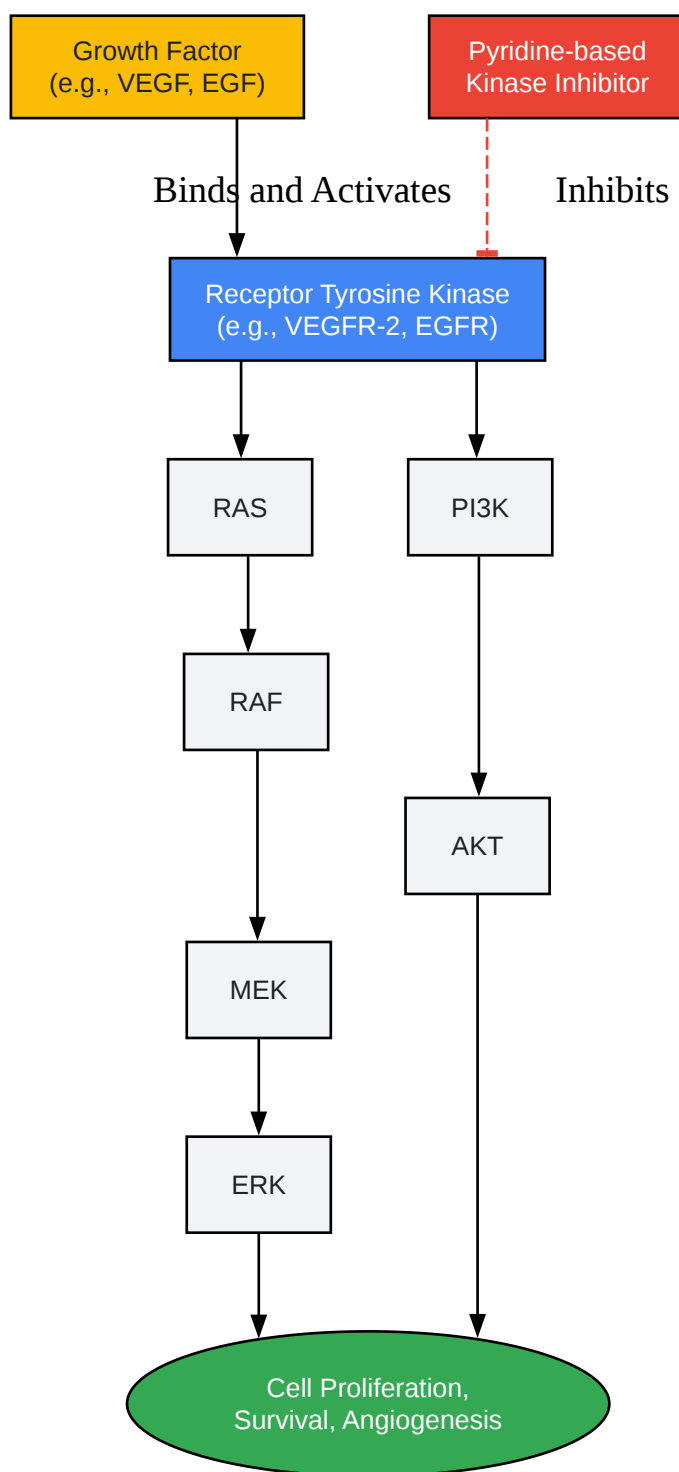 Growth Factor
(e.g., VEGF, EGF)
Pyridine-based
Kinase Inhibitor
Binds and Activates
Inhibits
Receptor Tyrosine Kinase
(e.g., VEGFR-2, EGFR)
RAS
PI3K
RAF
AKT
MEK
ERK
Cell Proliferation,
Survival, Angiogenesis